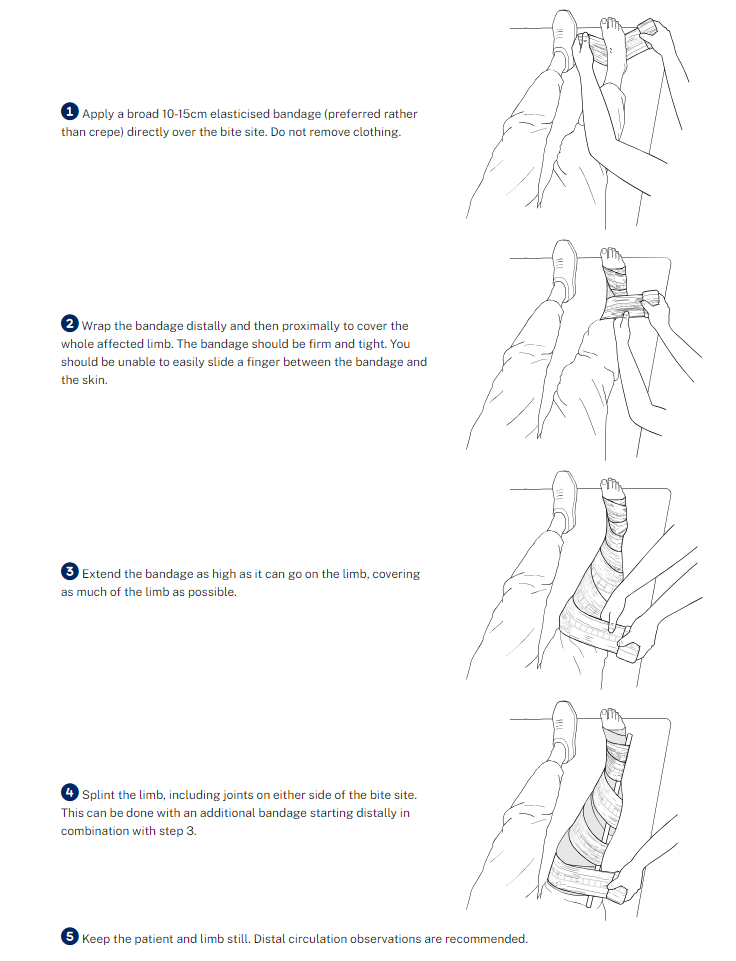 1 Apply a broad 10-15cm elasticised bandage (preferred rather
than crepe) directly over the bite site. Do not remove clothing.
2 Wrap the bandage distally and then proximally to cover the
whole affected limb. The bandage should be firm and tight. You
should be unable to easily slide a finger between the bandage and
the skin.
3 Extend the bandage as high as it can go on the limb, covering
as much of the limb as possible.
4 Splint the limb, including joints on either side of the bite site.
This can be done with an additional bandage starting distally in
combination with step 3.
5 Keep the patient and limb still. Distal circulation observations are recommended.